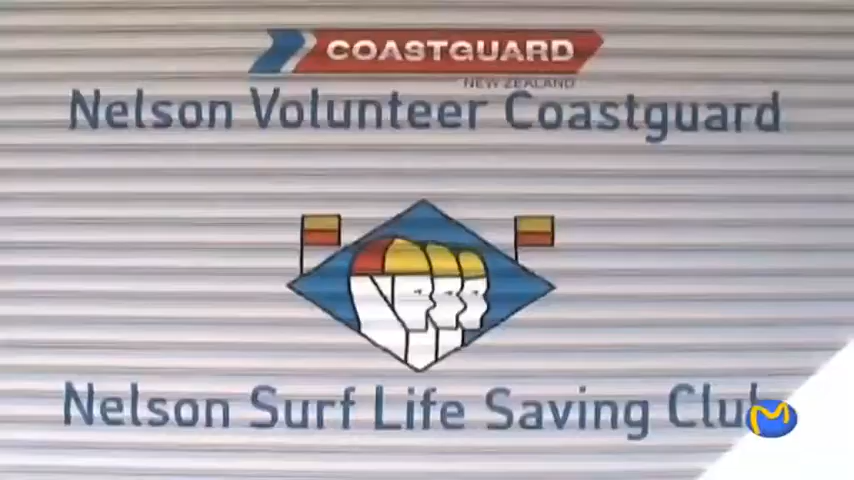 COASTGUARD
NEW ZEALAND
Nelson Volunteer Coastguard
Nelson Surf Life Saving Club
M